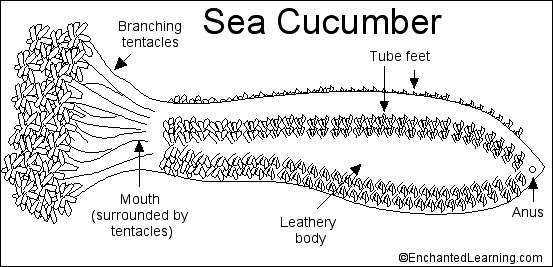 Sea Cucumber
Branching
tentacles
Tube feet
Mouth
(surrounded by
tentacles)
Leathery
body
Anus
©EnchantedLearning.com